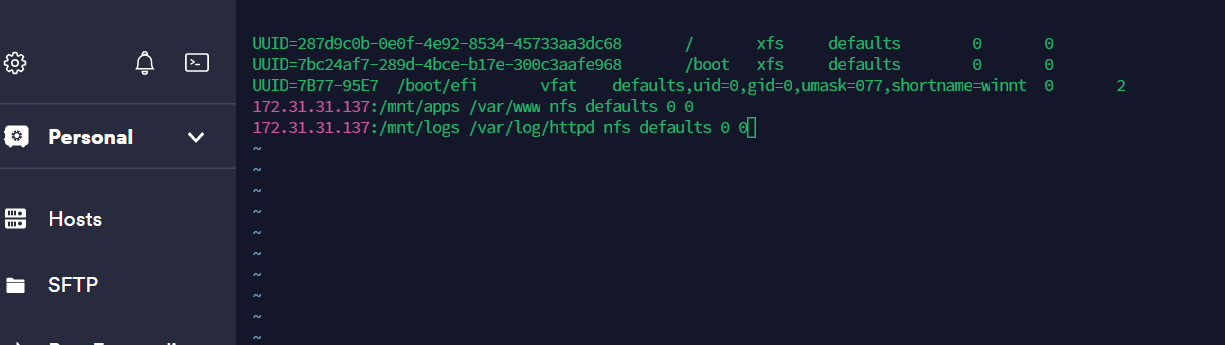 Personal
Hosts
SFTP
UUID=287d9c0b-0e0f-4e92-8534-45733aa3dc68 / xfs defaults 0 0
UUID=7bc24af7-289d-4bce-b17e-300c3aafe968 /boot xfs defaults 0 0
UUID=7B77-95E7 /boot/efi vfat defaults,uid=0,gid=0,umask=077,shortname=winnt 0 2
172.31.31.137:/mnt/apps /var/www nfs defaults 0 0
172.31.31.137:/mnt/logs /var/log/httpd nfs defaults 0 0
~
~
~
~
~
~
~
~
~
~